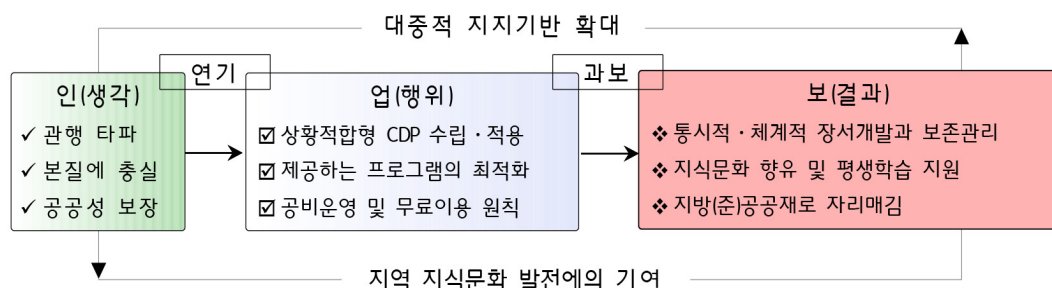 대중적 지지기반 확대
연기
과보
인(생각)
✓ 관행 타파
✓ 본질에 충실
✓ 공공성 보장
업(행위)
☑ 상황적합형 CDP 수립·적용
☑ 제공하는 프로그램의 최적화
☑ 공비운영 및 무료이용 원칙
보(결과)
❖ 통시적·체계적 장서개발과 보존관리
❖ 지식문화 향유 및 평생학습 지원
❖ 지방(준)공공재로 자리매김
지역 지식문화 발전에의 기여